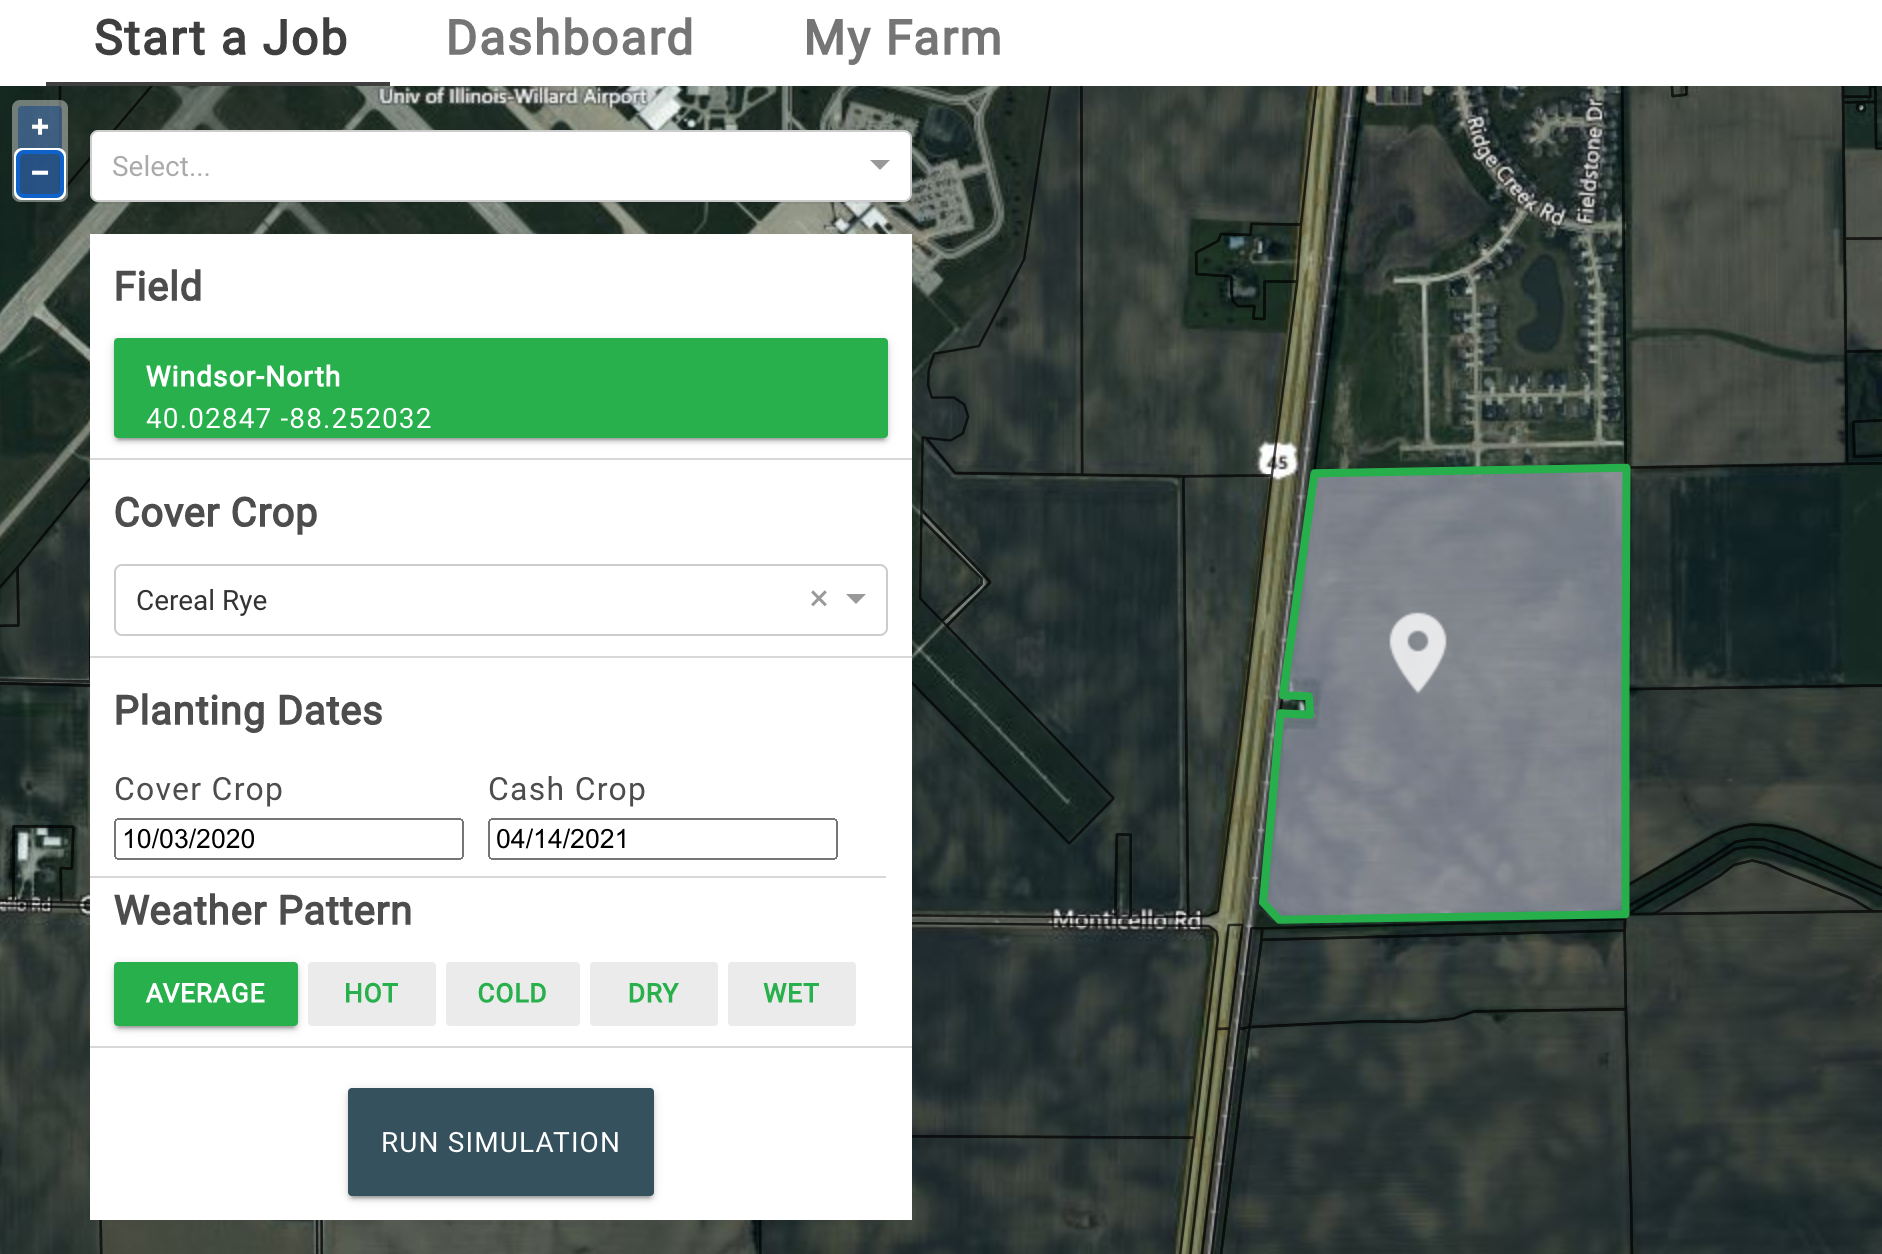 Start a Job
Dashboard
My Farm
Univ of Illinois-Willard Airport
+
−
Select...
Field
Windsor-North
40.02847 -88.252032
Cover Crop
Cereal Rye
×
Planting Dates
Cover Crop
Cash Crop
10/03/2020
04/14/2021
Weather Pattern
AVERAGE
HOT
COLD
DRY
WET
RUN SIMULATION
Ridge Creek Rd
Fieldstone Dr
45
Monticello Rd